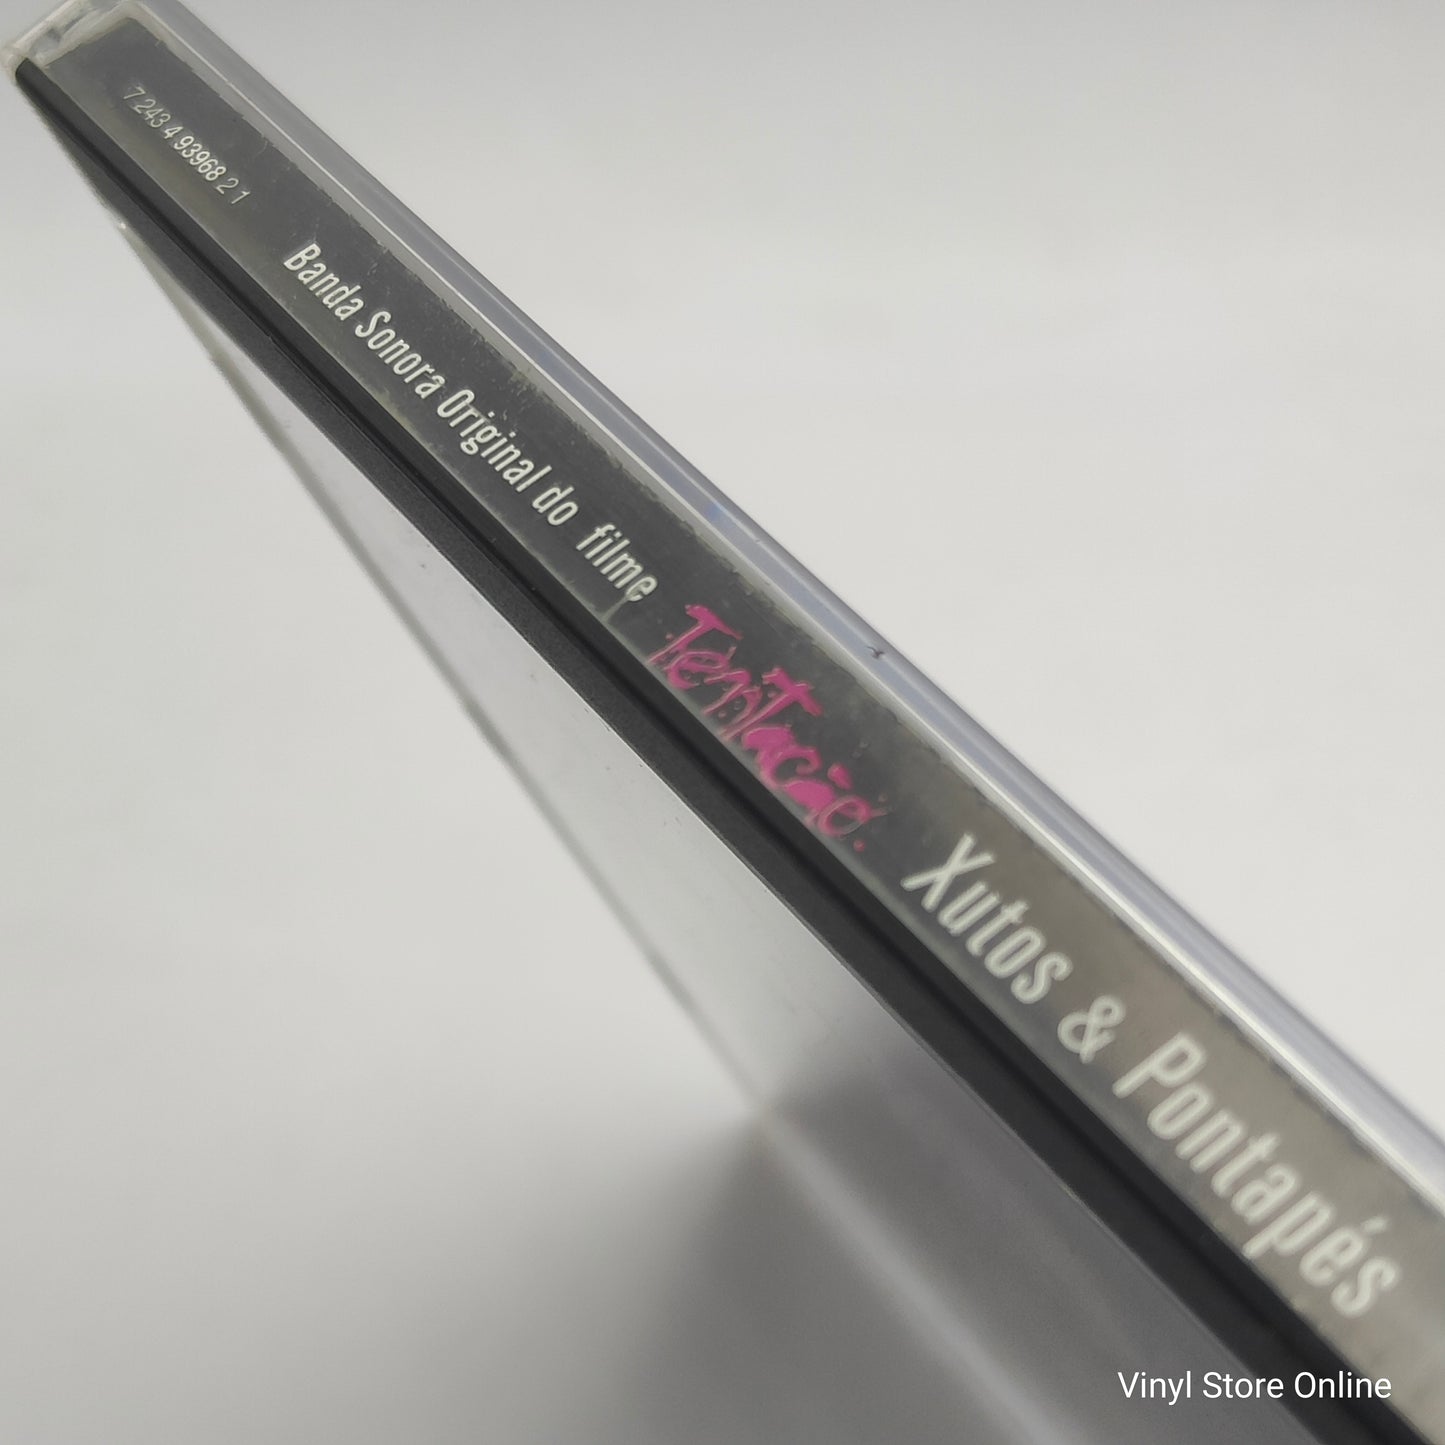 7 243 4 93968 2 1
Banda Sonora Original do filme Tentação. Xutos & Pontapés
Vinyl Store Online